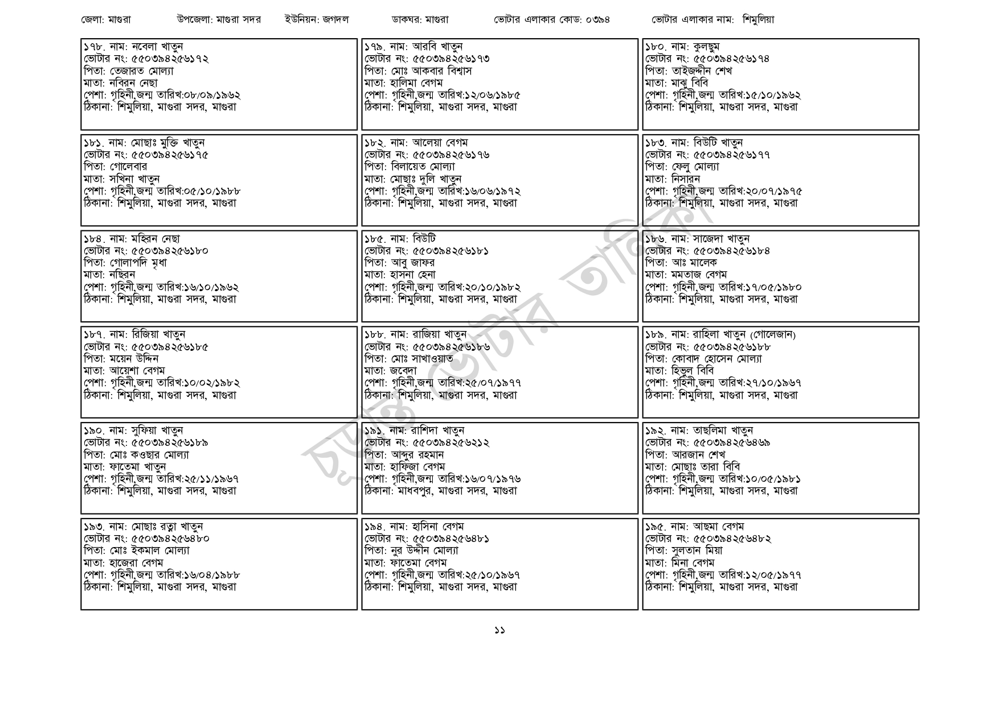 জেলা: মাগুরা উপজেলা: মাগুরা সদর ইউনিয়ন: জগদল ডাকঘর: মাগুরা ভোটার এলাকার কোড: ০৩৯৪ ভোটার এলাকার নাম: শিমুলিয়া
১৭৮. নাম: নবেলা খাতুন
ভোটার নং: ৫৫০৩৯৪২৫৬১৭২
পিতা: তেজারত মোল্যা
মাতা: নবিরন নেছা
পেশা: গৃহিনী,জন্ম তারিখ:০৮/০৯/১৯৬২
ঠিকানা: শিমুলিয়া, মাগুরা সদর, মাগুরা
১৭৯. নাম: আরবি খাতুন
ভোটার নং: ৫৫০৩৯৪২৫৬১৭৩
পিতা: মোঃ আকবার বিশ্বাস
মাতা: হালিমা বেগম
পেশা: গৃহিনী,জন্ম তারিখ:১২/০৬/১৯৮৫
ঠিকানা: শিমুলিয়া, মাগুরা সদর, মাগুরা
১৮০. নাম: কুলছুম
ভোটার নং: ৫৫০৩৯৪২৫৬১৭৪
পিতা: তাইজদ্দীন শেখ
মাতা: মাঝু বিবি
পেশা: গৃহিনী,জন্ম তারিখ:১৫/১০/১৯৬২
ঠিকানা: শিমুলিয়া, মাগুরা সদর, মাগুরা
১৮১. নাম: মোছাঃ মুক্তি খাতুন
ভোটার নং: ৫৫০৩৯৪২৫৬১৭৫
পিতা: গোলেবার
মাতা: সখিনা খাতুন
পেশা: গৃহিনী,জন্ম তারিখ:০৫/১০/১৯৮৮
ঠিকানা: শিমুলিয়া, মাগুরা সদর, মাগুরা
১৮২. নাম: আলেয়া বেগম
ভোটার নং: ৫৫০৩৯৪২৫৬১৭৬
পিতা: বিলায়েত মোল্যা
মাতা: মোছাঃ দুলি খাতুন
পেশা: গৃহিনী,জন্ম তারিখ:১৬/০৬/১৯৭২
ঠিকানা: শিমুলিয়া, মাগুরা সদর, মাগুরা
১৮৩. নাম: বিউটি খাতুন
ভোটার নং: ৫৫০৩৯৪২৫৬১৭৭
পিতা: ফেলু মোল্যা
মাতা: নিসারন
পেশা: গৃহিনী,জন্ম তারিখ:২০/০৭/১৯৭৫
ঠিকানা: শিমুলিয়া, মাগুরা সদর, মাগুরা
১৮৪. নাম: মহিরন নেছা
ভোটার নং: ৫৫০৩৯৪২৫৬১৮০
পিতা: গোলাপদি মৃধা
মাতা: নছিরন
পেশা: গৃহিনী,জন্ম তারিখ:১৬/১০/১৯৬২
ঠিকানা: শিমুলিয়া, মাগুরা সদর, মাগুরা
১৮৫. নাম: বিউটি
ভোটার নং: ৫৫০৩৯৪২৫৬১৮১
পিতা: আবু জাফর
মাতা: হাসনা হেনা
পেশা: গৃহিনী,জন্ম তারিখ:২০/১০/১৯৮২
ঠিকানা: শিমুলিয়া, মাগুরা সদর, মাগুরা
১৮৬. নাম: সাজেদা খাতুন
ভোটার নং: ৫৫০৩৯৪২৫৬১৮৪
পিতা: আঃ মালেক
মাতা: মমতাজ বেগম
পেশা: গৃহিনী,জন্ম তারিখ:১৭/০৫/১৯৮০
ঠিকানা: শিমুলিয়া, মাগুরা সদর, মাগুরা
১৮৭. নাম: রিজিয়া খাতুন
ভোটার নং: ৫৫০৩৯৪২৫৬১৮৫
পিতা: ময়েন উদ্দিন
মাতা: আয়েশা বেগম
পেশা: গৃহিনী,জন্ম তারিখ:১০/০২/১৯৮২
ঠিকানা: শিমুলিয়া, মাগুরা সদর, মাগুরা
১৮৮. নাম: রাজিয়া খাতুন
ভোটার নং: ৫৫০৩৯৪২৫৬১৮৬
পিতা: মোঃ সাখাওয়াত
মাতা: জবেদা
পেশা: গৃহিনী,জন্ম তারিখ:২৫/০৭/১৯৭৭
ঠিকানা: শিমুলিয়া, মাগুরা সদর, মাগুরা
১৮৯. নাম: রাহিলা খাতুন (গোলেজান)
ভোটার নং: ৫৫০৩৯৪২৫৬১৮৮
পিতা: কোবাদ হোসেন মোল্যা
মাতা: হিভুল বিবি
পেশা: গৃহিনী,জন্ম তারিখ:২৭/১০/১৯৬৭
ঠিকানা: শিমুলিয়া, মাগুরা সদর, মাগুরা
১৯০. নাম: সুফিয়া খাতুন
ভোটার নং: ৫৫০৩৯৪২৫৬১৮৯
পিতা: মোঃ কওছার মোল্যা
মাতা: ফাতেমা খাতুন
পেশা: গৃহিনী,জন্ম তারিখ:২৫/১১/১৯৬৭
ঠিকানা: শিমুলিয়া, মাগুরা সদর, মাগুরা
১৯১. নাম: রাশিদা খাতুন
ভোটার নং: ৫৫০৩৯৪২৫৬২১২
পিতা: আব্দুর রহমান
মাতা: হাফিজা বেগম
পেশা: গৃহিনী,জন্ম তারিখ:১৬/০৭/১৯৭৬
ঠিকানা: মাধবপুর, মাগুরা সদর, মাগুরা
১৯২. নাম: তাছলিমা খাতুন
ভোটার নং: ৫৫০৩৯৪২৫৬৪৬৯
পিতা: আরজান শেখ
মাতা: মোছাঃ তারা বিবি
পেশা: গৃহিনী,জন্ম তারিখ:১০/০৫/১৯৮১
ঠিকানা: শিমুলিয়া, মাগুরা সদর, মাগুরা
১৯৩. নাম: মোছাঃ রত্না খাতুন
ভোটার নং: ৫৫০৩৯৪২৫৬৪৮০
পিতা: মোঃ ইকমাল মোল্যা
মাতা: হাজেরা বেগম
পেশা: গৃহিনী,জন্ম তারিখ:১৬/০৪/১৯৮৮
ঠিকানা: শিমুলিয়া, মাগুরা সদর, মাগুরা
১৯৪. নাম: হাসিনা বেগম
ভোটার নং: ৫৫০৩৯৪২৫৬৪৮১
পিতা: নুর উদ্দীন মোল্যা
মাতা: ফাতেমা বেগম
পেশা: গৃহিনী,জন্ম তারিখ:২৫/১০/১৯৬৭
ঠিকানা: শিমুলিয়া, মাগুরা সদর, মাগুরা
১৯৫. নাম: আছমা বেগম
ভোটার নং: ৫৫০৩৯৪২৫৬৪৮২
পিতা: সুলতান মিয়া
মাতা: মিনা বেগম
পেশা: গৃহিনী,জন্ম তারিখ:১২/০৫/১৯৭৭
ঠিকানা: শিমুলিয়া, মাগুরা সদর, মাগুরা
চূড়ান্ত ভোটার তালিকা
১১